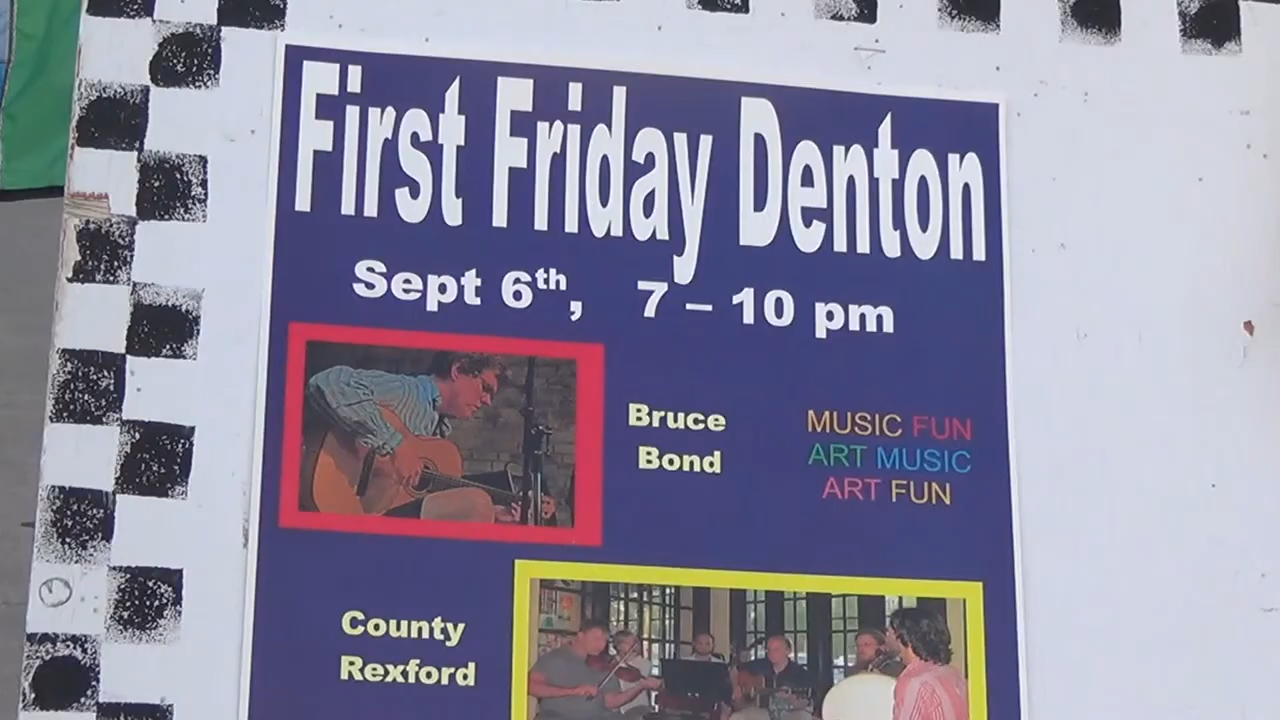 First Friday Denton
Sept 6th, 7 – 10 pm
Bruce
Bond
MUSIC FUN
ART MUSIC
ART FUN
County
Rexford